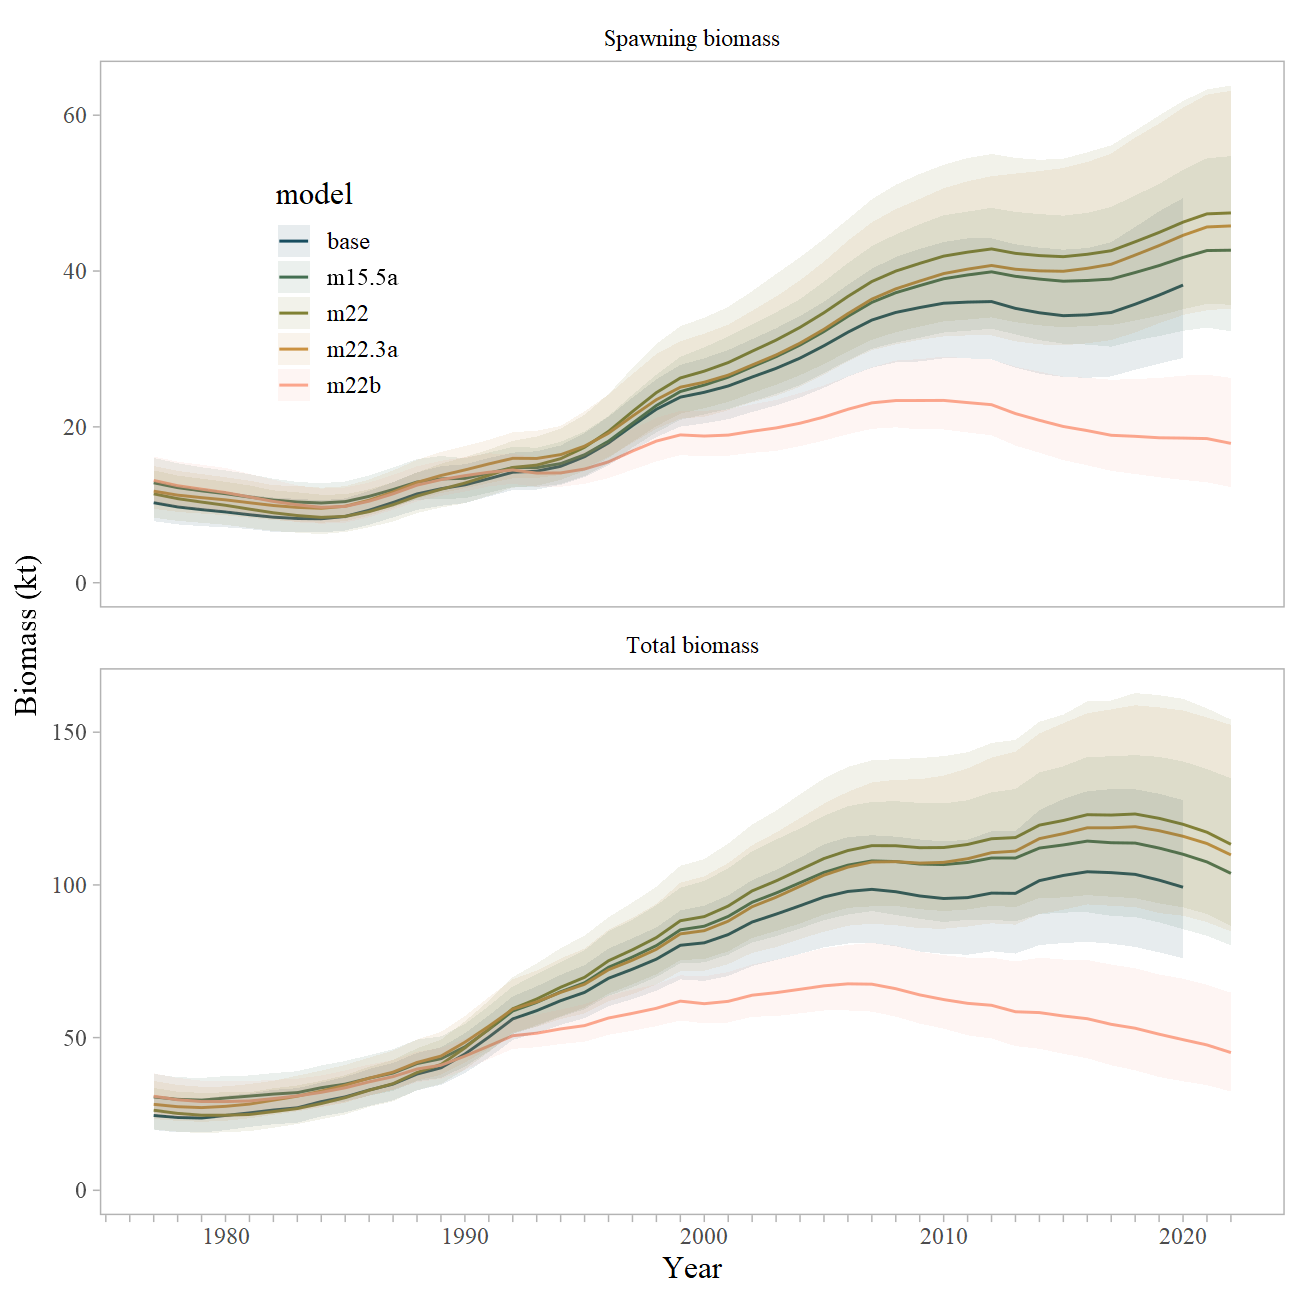 Spawning biomass
60
40
20
0
model
base
m15.5a
m22
m22.3a
m22b
Biomass (kt)
Total biomass
150
100
50
0
1980 1990 2000 2010 2020
Year